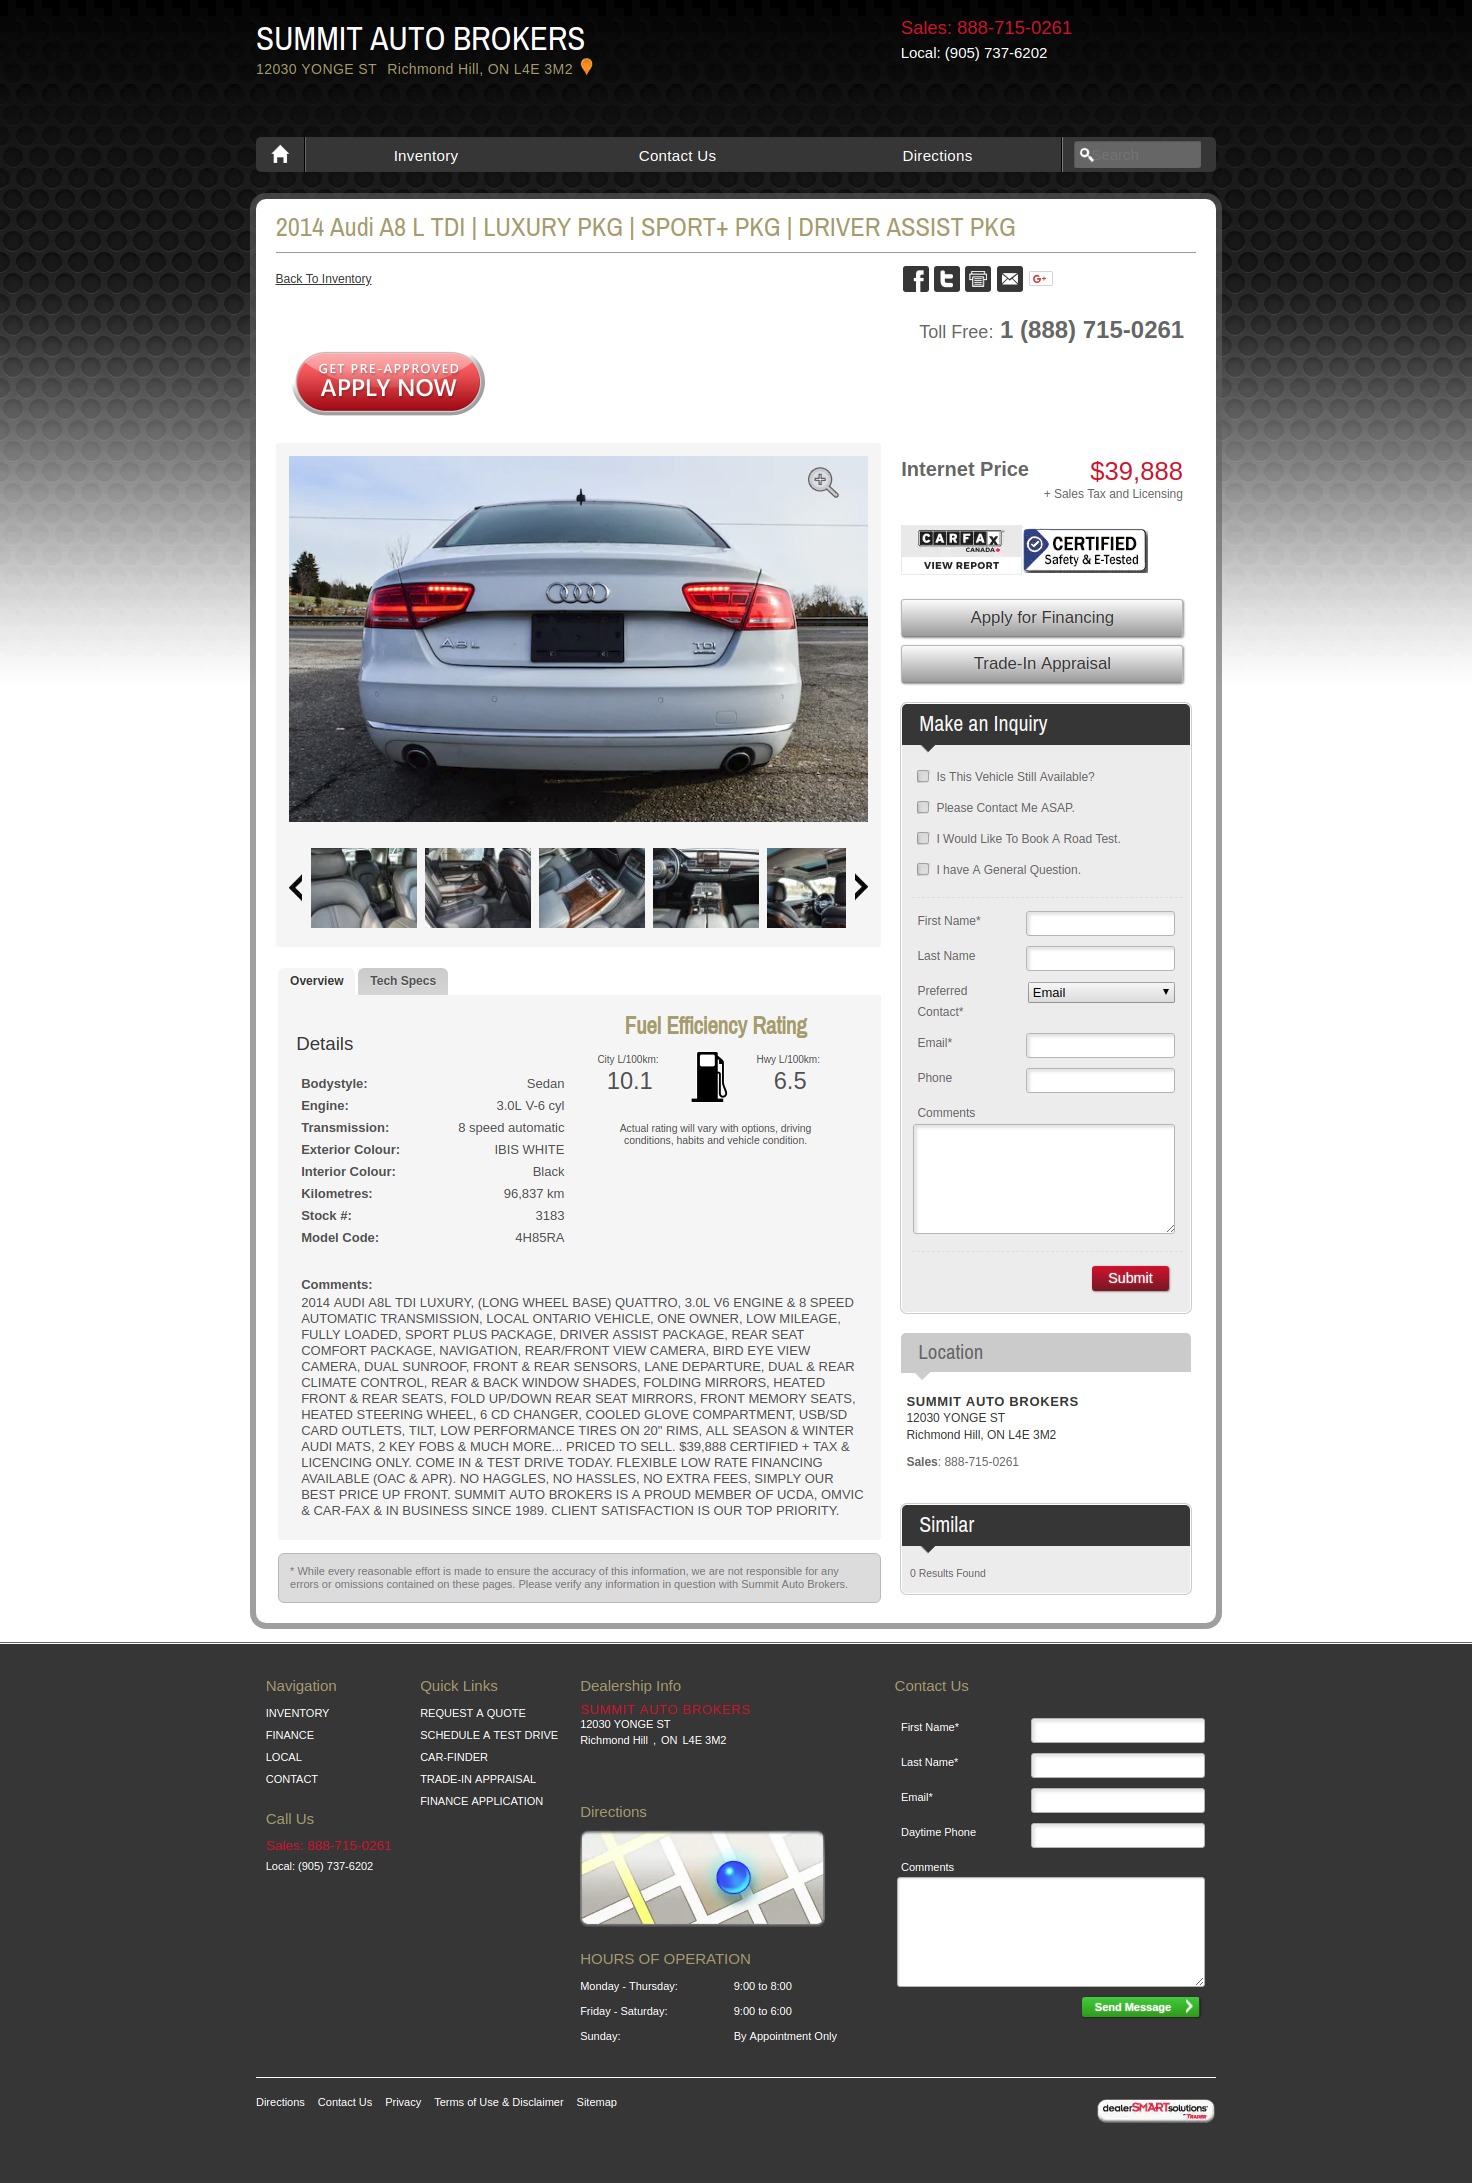 SUMMIT AUTO BROKERS
12030 YONGE ST Richmond Hill, ON L4E 3M2
Sales: 888-715-0261
Local: (905) 737-6202
Inventory
Contact Us
Directions
Search
2014 Audi A8 L TDI | LUXURY PKG | SPORT+ PKG | DRIVER ASSIST PKG
Back To Inventory
G+
Toll Free: 1 (888) 715-0261
GET PRE-APPROVED
APPLY NOW
A8 L
TDI
Internet Price
$39,888
+ Sales Tax and Licensing
CARFAX
CANADA
VIEW REPORT
CERTIFIED
Safety & E-Tested
Apply for Financing
Trade-In Appraisal
Make an Inquiry
Is This Vehicle Still Available?
Please Contact Me ASAP.
I Would Like To Book A Road Test.
I have A General Question.
First Name*
Last Name
Preferred
Contact*
Email
Email*
Phone
Comments
Submit
Overview
Tech Specs
Details
Bodystyle: Sedan
Engine: 3.0L V-6 cyl
Transmission: 8 speed automatic
Exterior Colour: IBIS WHITE
Interior Colour: Black
Kilometres: 96,837 km
Stock #: 3183
Model Code: 4H85RA
Fuel Efficiency Rating
City L/100km:
10.1
Hwy L/100km:
6.5
Actual rating will vary with options, driving
conditions, habits and vehicle condition.
Comments:
2014 AUDI A8L TDI LUXURY, (LONG WHEEL BASE) QUATTRO, 3.0L V6 ENGINE & 8 SPEED
AUTOMATIC TRANSMISSION, LOCAL ONTARIO VEHICLE, ONE OWNER, LOW MILEAGE,
FULLY LOADED, SPORT PLUS PACKAGE, DRIVER ASSIST PACKAGE, REAR SEAT
COMFORT PACKAGE, NAVIGATION, REAR/FRONT VIEW CAMERA, BIRD EYE VIEW
CAMERA, DUAL SUNROOF, FRONT & REAR SENSORS, LANE DEPARTURE, DUAL & REAR
CLIMATE CONTROL, REAR & BACK WINDOW SHADES, FOLDING MIRRORS, HEATED
FRONT & REAR SEATS, FOLD UP/DOWN REAR SEAT MIRRORS, FRONT MEMORY SEATS,
HEATED STEERING WHEEL, 6 CD CHANGER, COOLED GLOVE COMPARTMENT, USB/SD
CARD OUTLETS, TILT, LOW PERFORMANCE TIRES ON 20" RIMS, ALL SEASON & WINTER
AUDI MATS, 2 KEY FOBS & MUCH MORE... PRICED TO SELL. $39,888 CERTIFIED + TAX &
LICENCING ONLY. COME IN & TEST DRIVE TODAY. FLEXIBLE LOW RATE FINANCING
AVAILABLE (OAC & APR). NO HAGGLES, NO HASSLES, NO EXTRA FEES, SIMPLY OUR
BEST PRICE UP FRONT. SUMMIT AUTO BROKERS IS A PROUD MEMBER OF UCDA, OMVIC
& CAR-FAX & IN BUSINESS SINCE 1989. CLIENT SATISFACTION IS OUR TOP PRIORITY.
* While every reasonable effort is made to ensure the accuracy of this information, we are not responsible for any
errors or omissions contained on these pages. Please verify any information in question with Summit Auto Brokers.
Location
SUMMIT AUTO BROKERS
12030 YONGE ST
Richmond Hill, ON L4E 3M2
Sales: 888-715-0261
Similar
0 Results Found
Navigation
INVENTORY
FINANCE
LOCAL
CONTACT
Call Us
Sales: 888-715-0261
Local: (905) 737-6202
Quick Links
REQUEST A QUOTE
SCHEDULE A TEST DRIVE
CAR-FINDER
TRADE-IN APPRAISAL
FINANCE APPLICATION
Dealership Info
SUMMIT AUTO BROKERS
12030 YONGE ST
Richmond Hill , ON L4E 3M2
Directions
HOURS OF OPERATION
Monday - Thursday: 9:00 to 8:00
Friday - Saturday: 9:00 to 6:00
Sunday: By Appointment Only
Contact Us
First Name*
Last Name*
Email*
Daytime Phone
Comments
Send Message
Directions Contact Us Privacy Terms of Use & Disclaimer Sitemap
dealerSMARTsolutions
TRADER